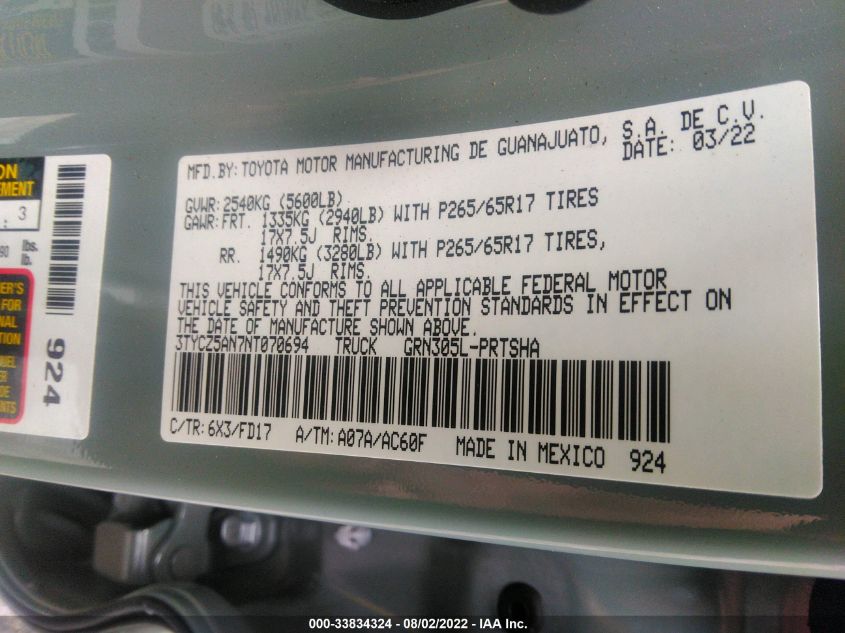 MFD.BY: TOYOTA MOTOR MANUFACTURING DE GUANAJUATO, S.A. DE C.V.
DATE: 03/22
GVWR: 2540KG (5600LB)
GAWR: FRT. 1335KG (2940LB) WITH P265/65R17 TIRES
17X7.5J RIMS.
RR. 1490KG (3280LB) WITH P265/65R17 TIRES,
17X7.5J RIMS.
THIS VEHICLE CONFORMS TO ALL APPLICABLE FEDERAL MOTOR
VEHICLE SAFETY AND THEFT PREVENTION STANDARDS IN EFFECT ON
THE DATE OF MANUFACTURE SHOWN ABOVE.
3TYCZ5AN7NT070694 TRUCK GRN305L-PRTSHA
C/TR: 6X3/FD17 A/TM: A07A/AC60F MADE IN MEXICO 924
3
lbs.
lb.
FOR
924
000-33834324 - 08/02/2022 - IAA Inc.